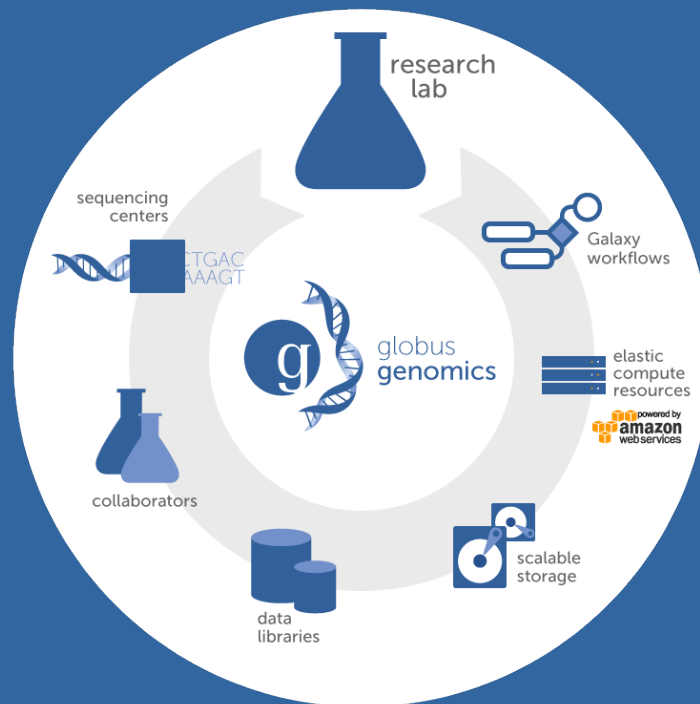 research
lab
sequencing
centers
CTGAC
AAAGT
Galaxy
workflows
g
globus
genomics
elastic
compute
resources
powered by
amazon
web services
collaborators
scalable
storage
data
libraries